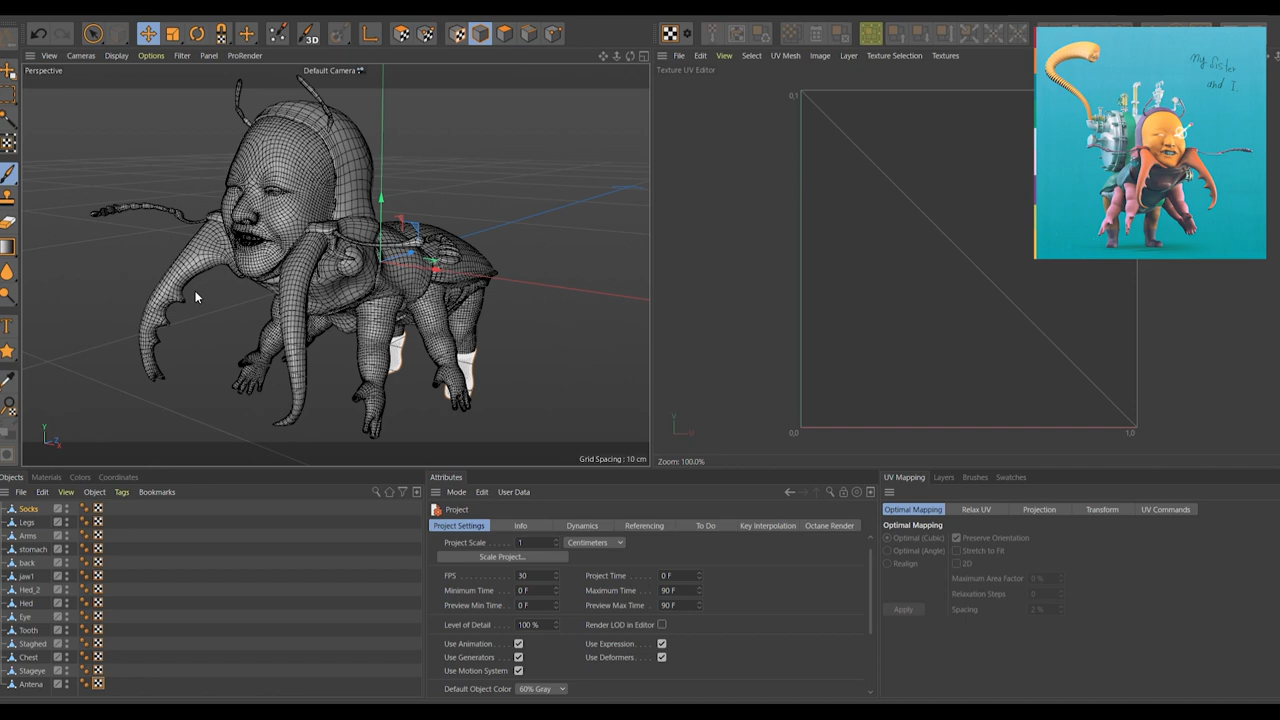 View Cameras Display Options Filter Panel ProRender
File Edit View Select UV Mesh Image Layer Texture Selection Textures
Perspective
Default Camera
Texture UV Editor
My Sister
and I.
0,1
0,0
1,0
Grid Spacing : 10 cm
Zoom: 100.0%
Objects Materials Colors Coordinates
File Edit View Object Tags Bookmarks
Socks
Legs
Arms
stomach
back
jaw1
Hed_2
Hed
Eye
Tooth
Staghed
Chest
Stageye
Antena
Attributes
Mode Edit User Data
Project
Project Settings Info Dynamics Referencing To Do Key Interpolation Octane Render
Project Scale 1 Centimeters
Scale Project...
FPS 30 Project Time 0 F
Minimum Time 0 F Maximum Time 90 F
Preview Min Time 0 F Preview Max Time 90 F
Level of Detail 100 % Render LOD in Editor
Use Animation Use Expression
Use Generators Use Deformers
Use Motion System
Default Object Color 60% Gray
UV Mapping Layers Brushes Swatches
Optimal Mapping Relax UV Projection Transform UV Commands
Optimal Mapping
Optimal (Cubic) Preserve Orientation
Optimal (Angle) Stretch to Fit
Realign 2D
Maximum Area Factor 0 %
Relaxation Steps 0
Apply Spacing 2 %